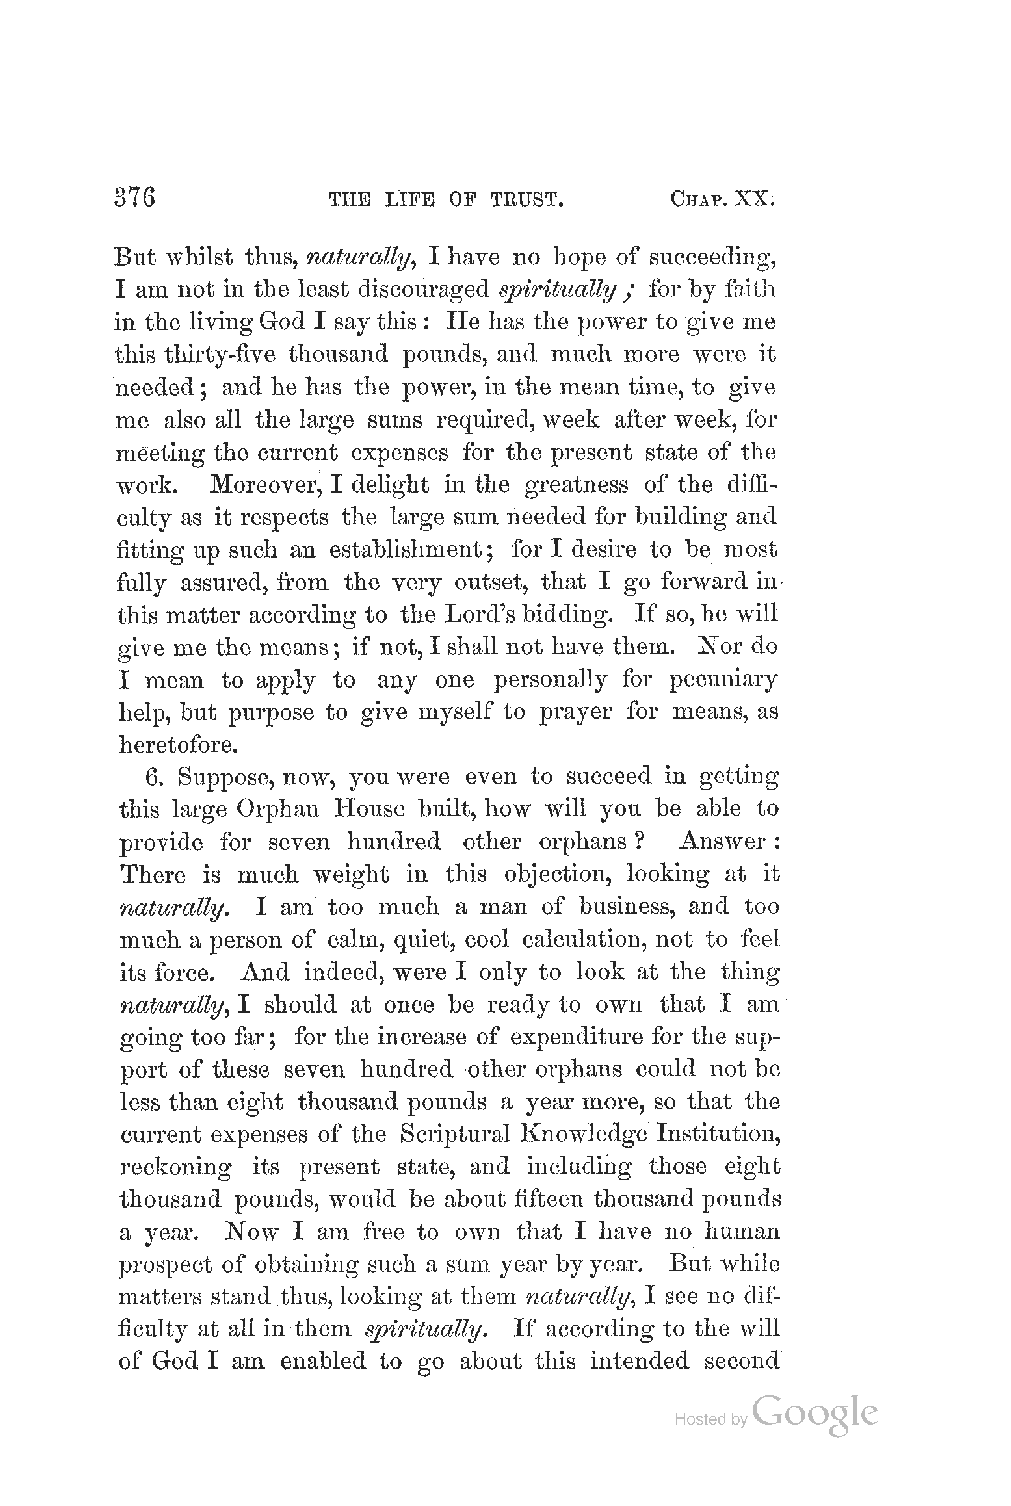 376 THE LIFE OF TRUST. CHAP. XX.
But whilst thus, naturally, I have no hope of succeeding,
I am not in the least discouraged spiritually; for by faith
in the living God I say this: He has the power to give me
this thirty-five thousand pounds, and much more were it
needed; and he has the power, in the mean time, to give
me also all the large sums required, week after week, for
meeting the current expenses for the present state of the
work. Moreover, I delight in the greatness of the diffi-
culty as it respects the large sum needed for building and
fitting up such an establishment; for I desire to be most
fully assured, from the very outset, that I go forward in
this matter according to the Lord's bidding. If so, he will
give me the means; if not, I shall not have them. Nor do
I mean to apply to any one personally for pecuniary
help, but purpose to give myself to prayer for means, as
heretofore.
6. Suppose, now, you were even to succeed in getting
this large Orphan House built, how will you be able to
provide for seven hundred other orphans? Answer:
There is much weight in this objection, looking at it
naturally. I am too much a man of business, and too
much a person of calm, quiet, cool calculation, not to feel
its force. And indeed, were I only to look at the thing
naturally, I should at once be ready to own that I am
going too far; for the increase of expenditure for the sup-
port of these seven hundred other orphans could not be
less than eight thousand pounds a year more, so that the
current expenses of the Scriptural Knowledge Institution,
reckoning its present state, and including those eight
thousand pounds, would be about fifteen thousand pounds
a year. Now I am free to own that I have no human
prospect of obtaining such a sum year by year. But while
matters stand thus, looking at them naturally, I see no dif-
ficulty at all in them spiritually. If according to the will
of God I am enabled to go about this intended second
Hosted by Google